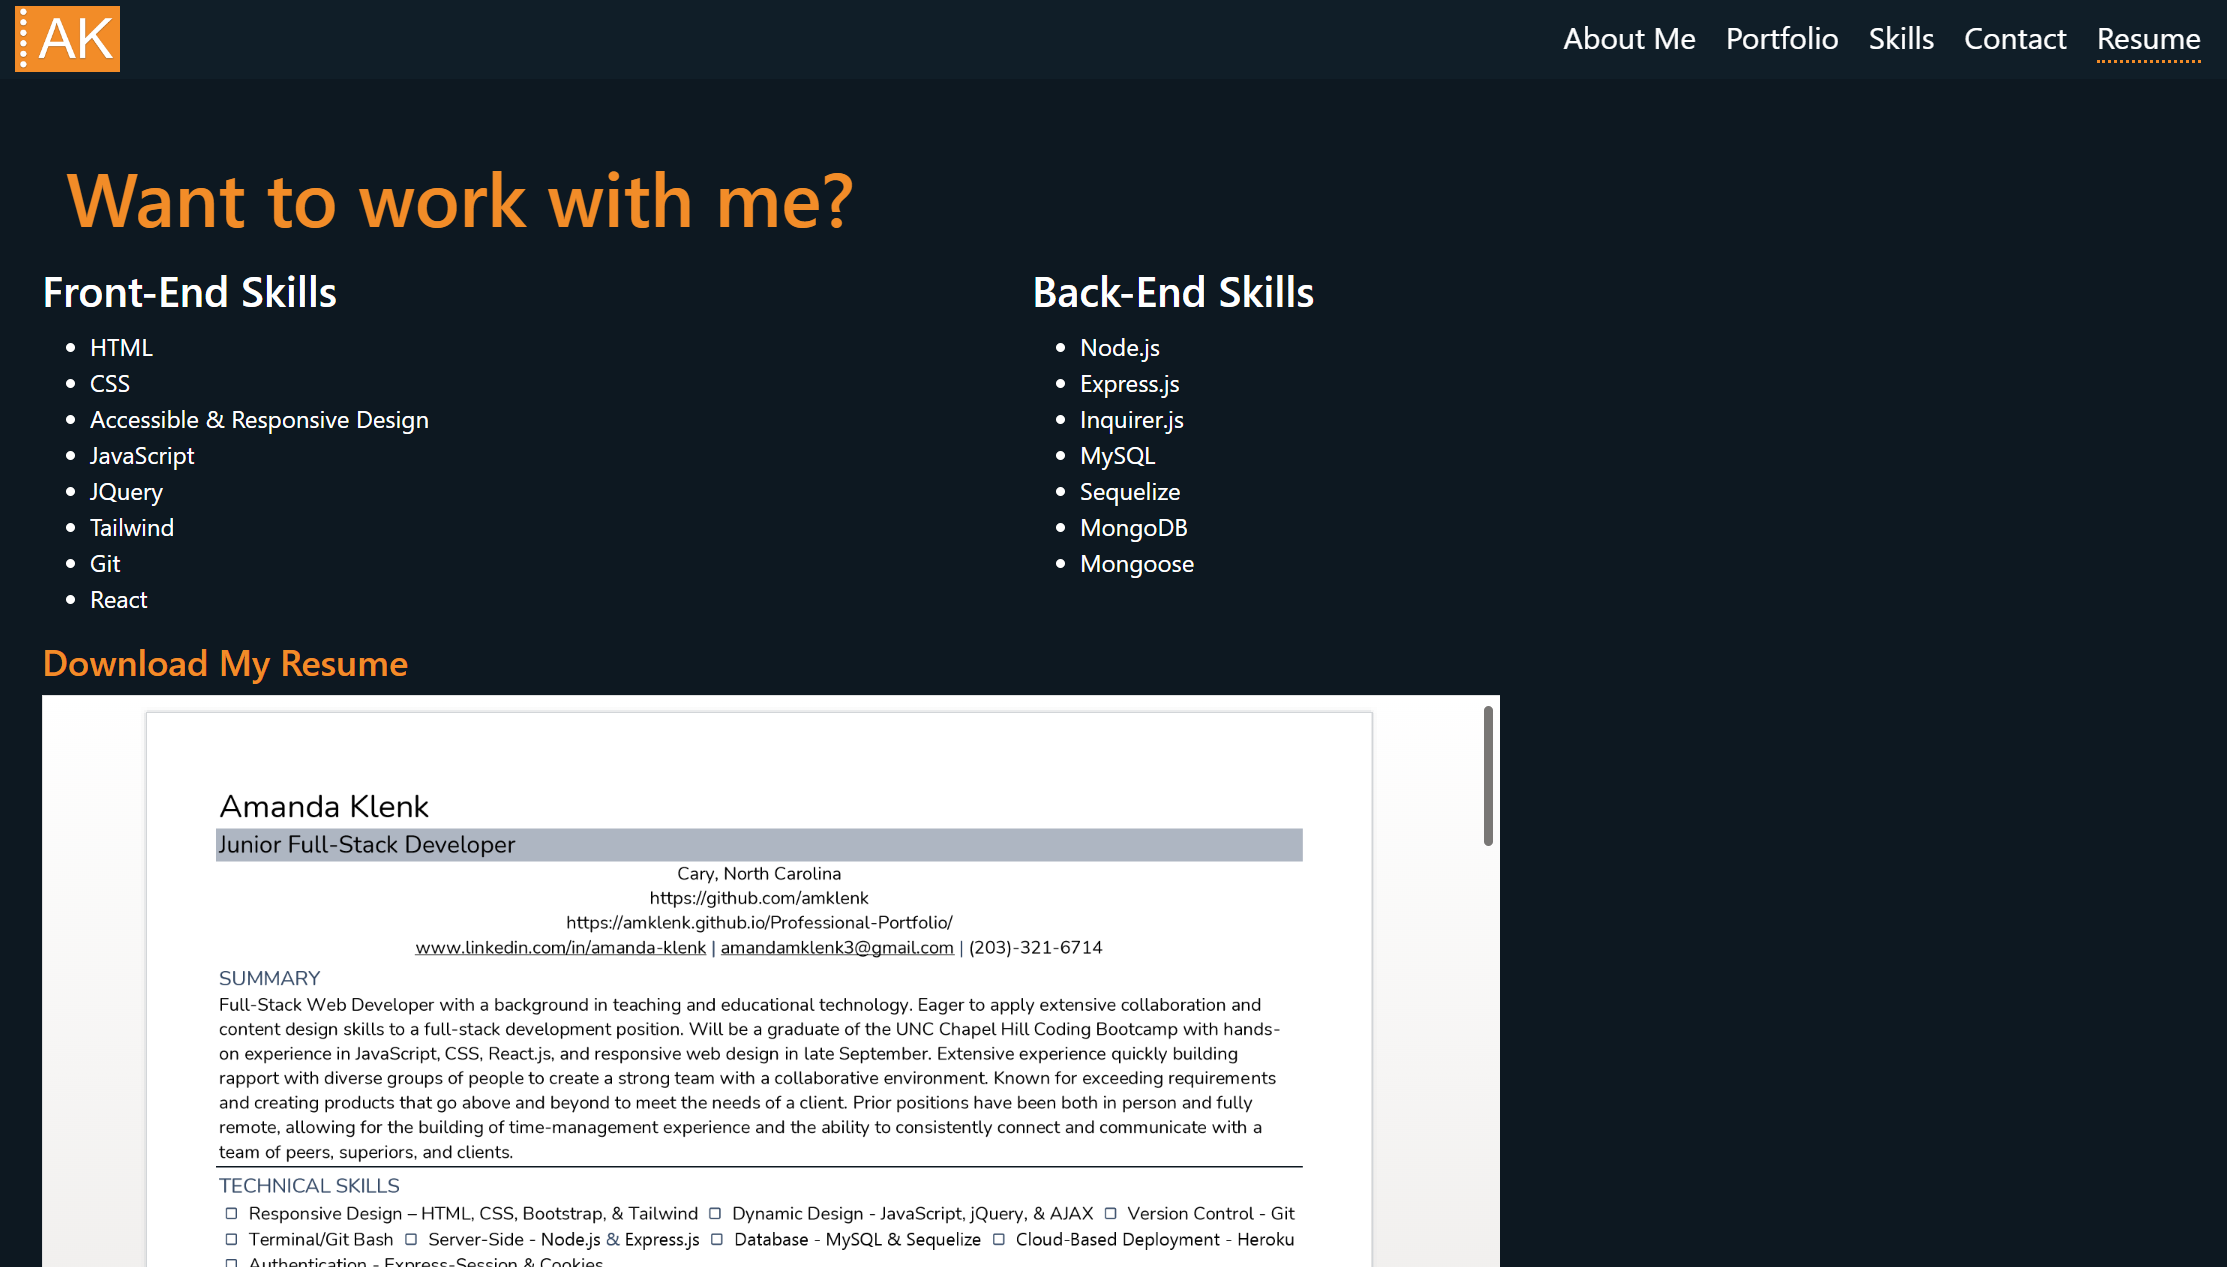 AK
About Me Portfolio Skills Contact Resume
Want to work with me?
Front-End Skills
HTML
CSS
Accessible & Responsive Design
JavaScript
JQuery
Tailwind
Git
React
Back-End Skills
Node.js
Express.js
Inquirer.js
MySQL
Sequelize
MongoDB
Mongoose
Download My Resume
Amanda Klenk
Junior Full-Stack Developer
Cary, North Carolina
https://github.com/amklenk
https://amklenk.github.io/Professional-Portfolio/
www.linkedin.com/in/amanda-klenk | amandamklenk3@gmail.com | (203)-321-6714
SUMMARY
Full-Stack Web Developer with a background in teaching and educational technology. Eager to apply extensive collaboration and
content design skills to a full-stack development position. Will be a graduate of the UNC Chapel Hill Coding Bootcamp with hands-
on experience in JavaScript, CSS, React.js, and responsive web design in late September. Extensive experience quickly building
rapport with diverse groups of people to create a strong team with a collaborative environment. Known for exceeding requirements
and creating products that go above and beyond to meet the needs of a client. Prior positions have been both in person and fully
remote, allowing for the building of time-management experience and the ability to consistently connect and communicate with a
team of peers, superiors, and clients.
TECHNICAL SKILLS
Responsive Design – HTML, CSS, Bootstrap, & Tailwind Dynamic Design - JavaScript, jQuery, & AJAX Version Control - Git
Terminal/Git Bash Server-Side - Node.js & Express.js Database - MySQL & Sequelize Cloud-Based Deployment - Heroku
Authentication - Express-Session & Cookies